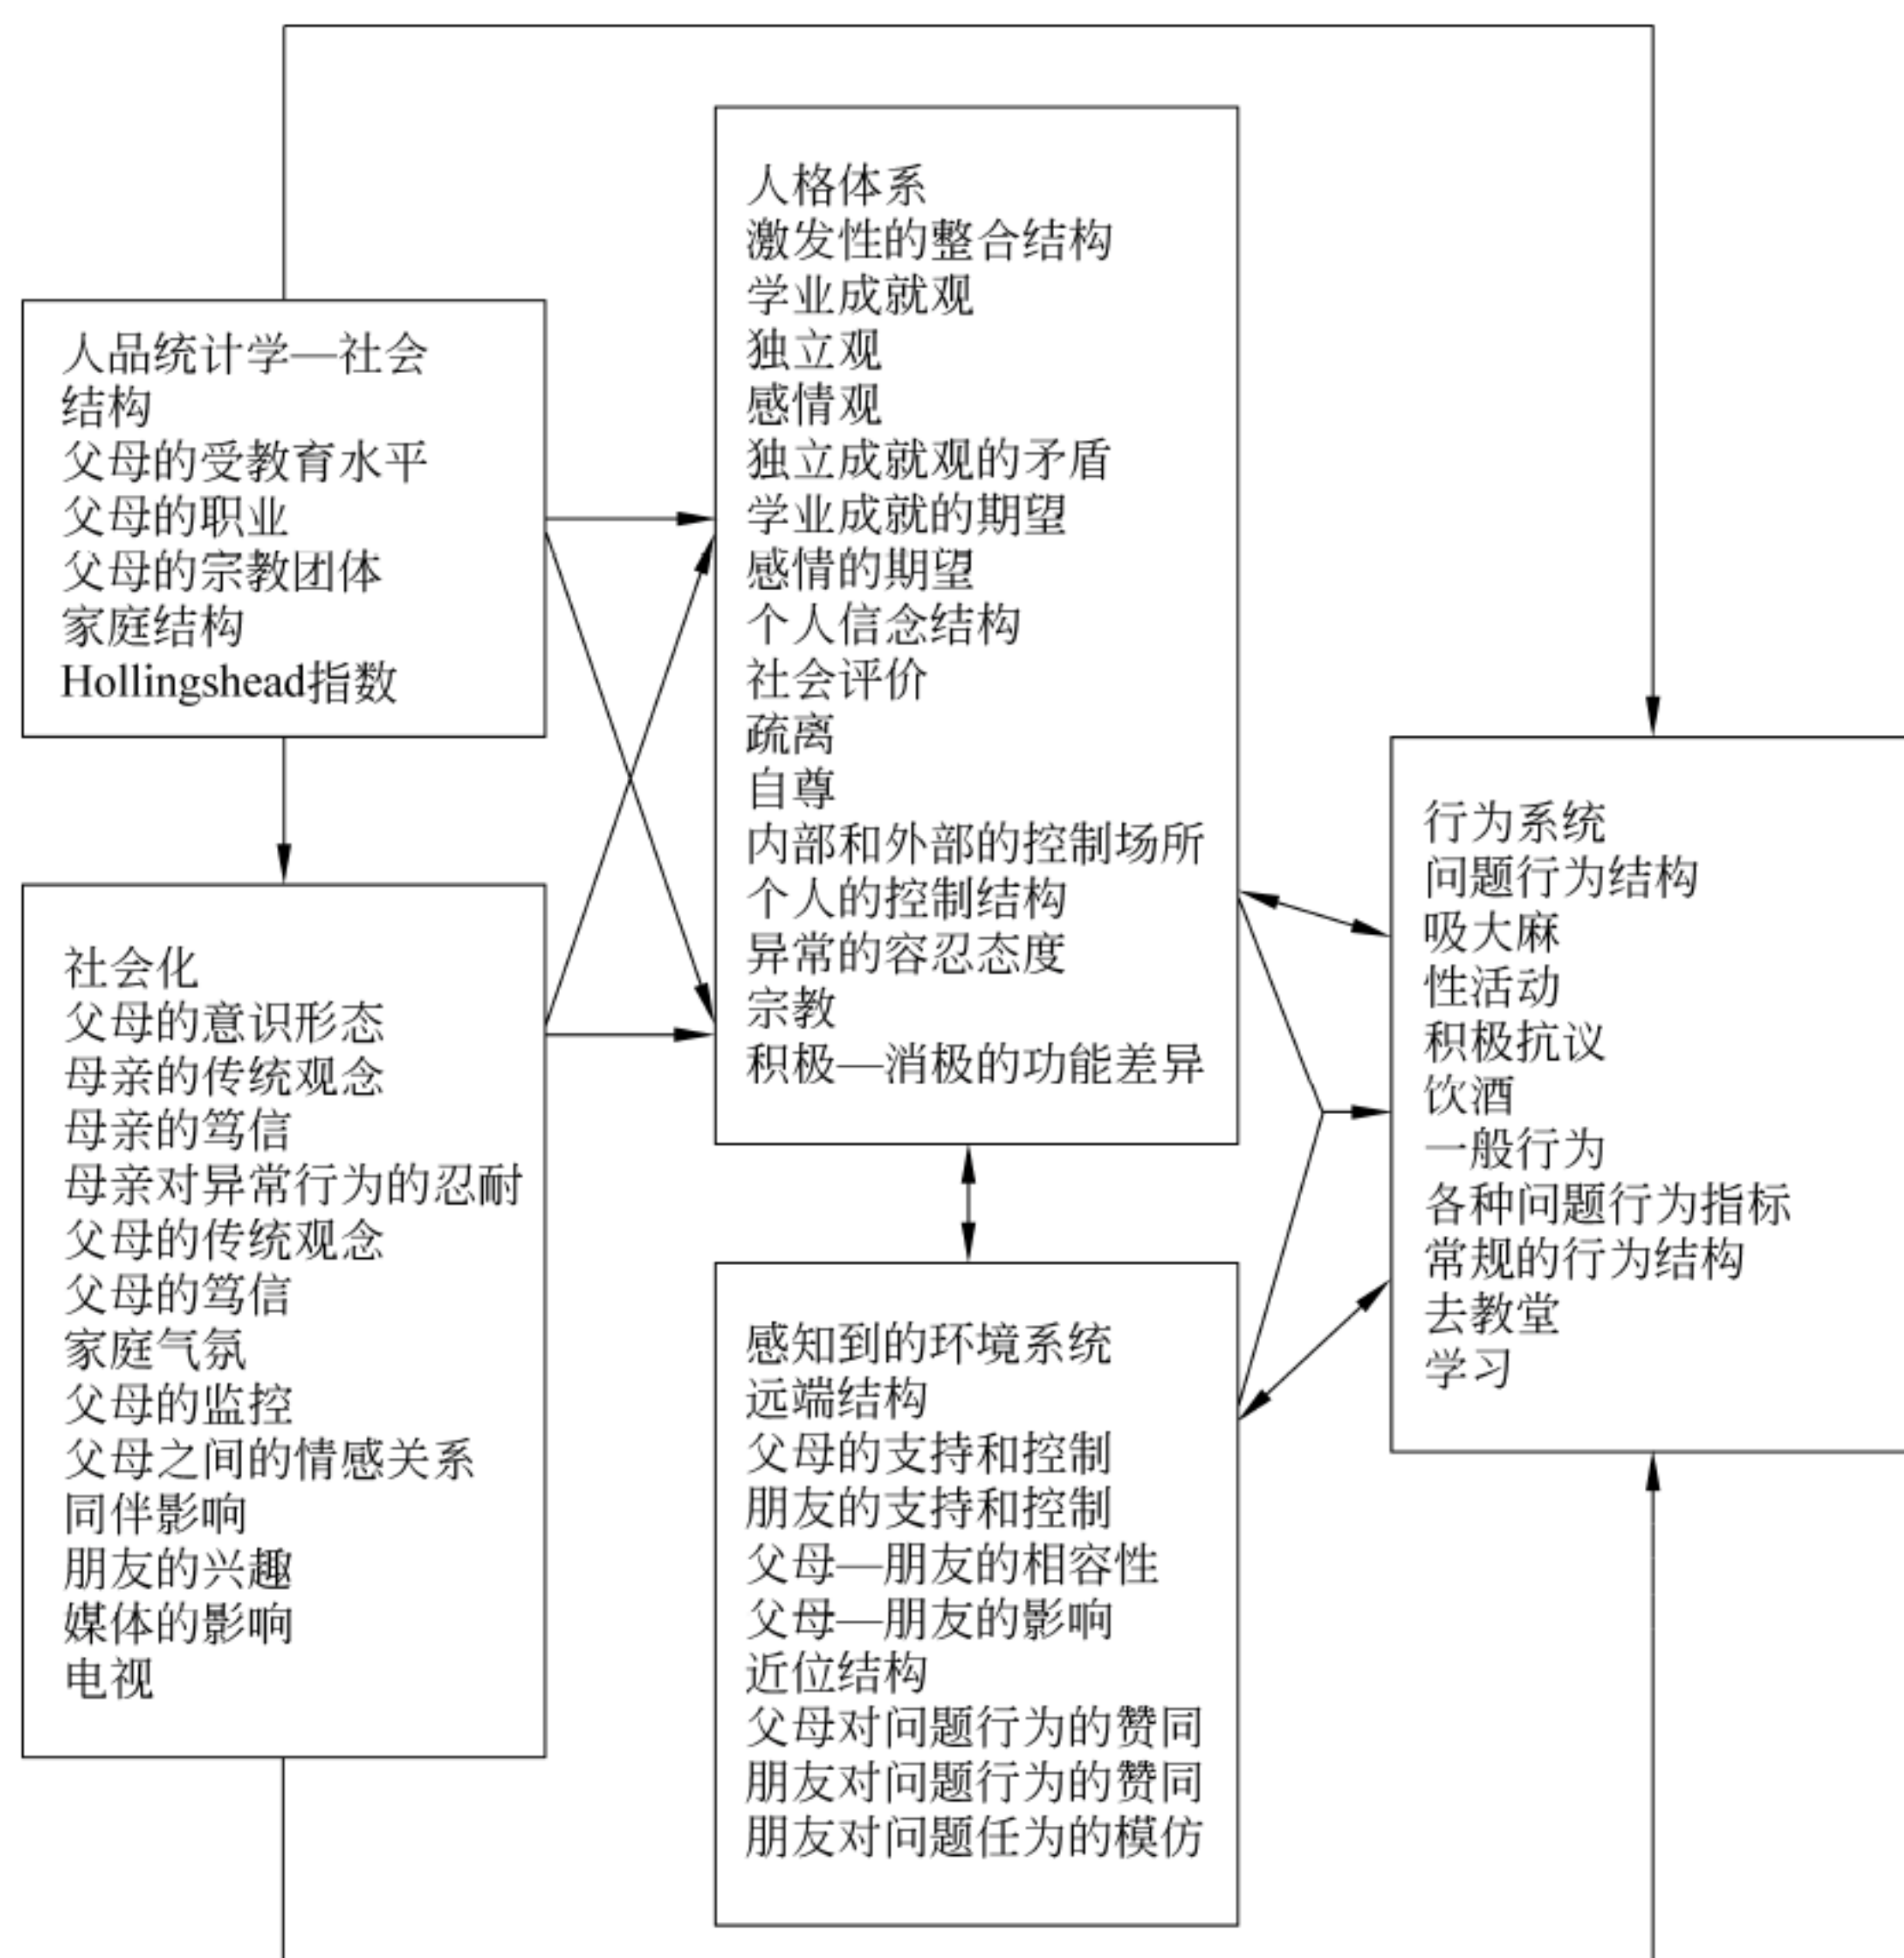 人品统计学—社会
结构
父母的受教育水平
父母的职业
父母的宗教团体
家庭结构
Hollingshead指数
社会化
父母的意识形态
母亲的传统观念
母亲的笃信
母亲对异常行为的忍耐
父母的传统观念
父母的笃信
家庭气氛
父母的监控
父母之间的情感关系
同伴影响
朋友的兴趣
媒体的影响
电视
人格体系
激发性的整合结构
学业成就观
独立观
感情观
独立成就观的矛盾
学业成就的期望
感情的期望
个人信念结构
社会评价
疏离
自尊
内部和外部的控制场所
个人的控制结构
异常的容忍态度
宗教
积极—消极的功能差异
感知到的环境系统
远端结构
父母的支持和控制
朋友的支持和控制
父母—朋友的相容性
父母—朋友的影响
近位结构
父母对问题行为的赞同
朋友对问题行为的赞同
朋友对问题任为的模仿
行为系统
问题行为结构
吸大麻
性活动
积极抗议
饮酒
一般行为
各种问题行为指标
常规的行为结构
去教堂
学习